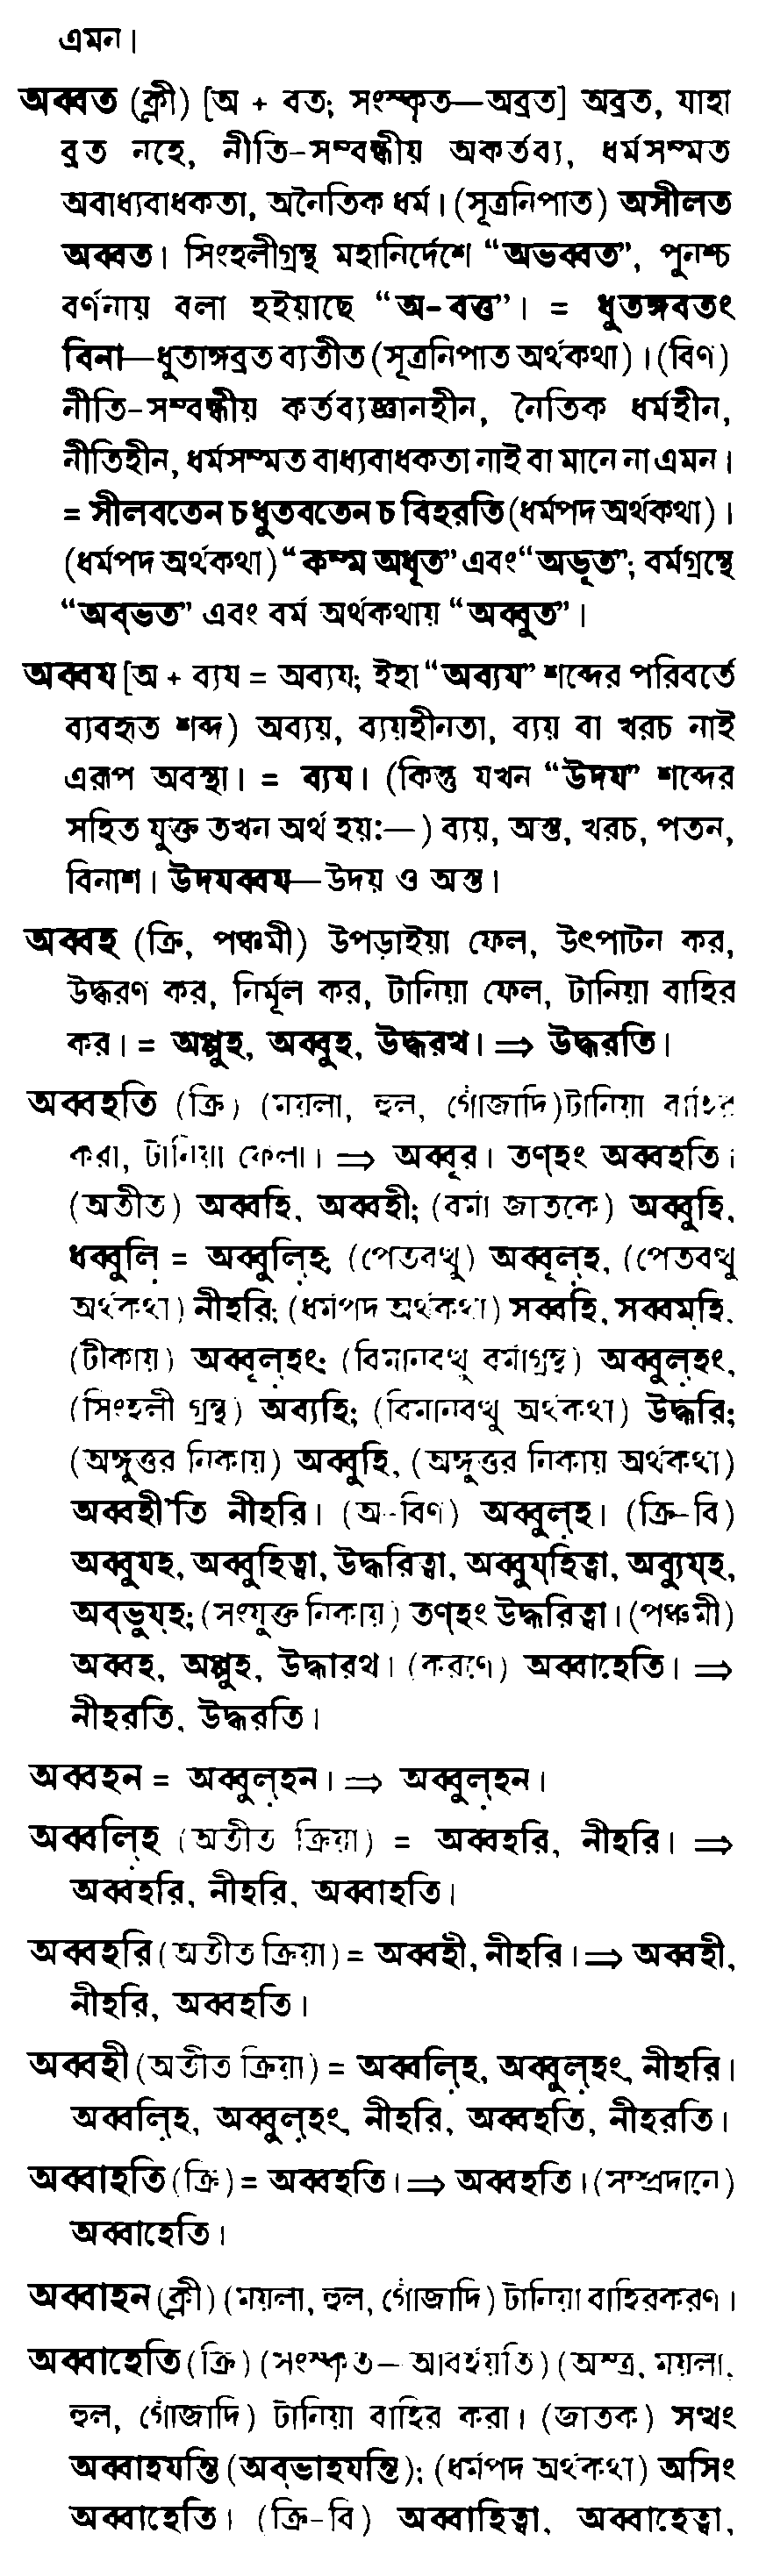 এমন।
অব্বত (ক্লী) [অ + বত; সংস্কৃত—অব্রত] অব্রত, যাহা
ব্রত নহে, নীতি-সম্বন্ধীয় অকর্তব্য, ধর্মসম্মত
অবাধ্যবাধকতা, অনৈতিক ধর্ম। (সূত্রনিপাত) অসীলত
অব্বত। সিংহলীগ্রন্থ মহানির্দেশে “অভব্বত”, পুনশ্চ
বর্ণনায় বলা হইয়াছে “অ-বত্ত”। = ধুতঙ্গবতং
বিনা—ধুতাঙ্গব্রত ব্যতীত (সূত্রনিপাত অর্থকথা)। (বিণ)
নীতি-সম্বন্ধীয় কর্তব্যজ্ঞানহীন, নৈতিক ধর্মহীন,
নীতিহীন, ধর্মসম্মত বাধ্যবাধকতা নাই বা মানে না এমন।
= সীলবতেন চ ধুতবতেন চ বিহরতি (ধর্মপদ অর্থকথা)।
(ধর্মপদ অর্থকথা) “কম্ম অধূত” এবং “অভূত”; বর্মগ্রন্থে
“অব্‌ভত” এবং বর্ম অর্থকথায় “অব্বুত”।
অব্বয [অ + ব্যয = অব্যয; ইহা “অব্যয” শব্দের পরিবর্তে
ব্যবহৃত শব্দ) অব্যয়, ব্যয়হীনতা, ব্যয় বা খরচ নাই
এরূপ অবস্থা। = ব্যয। (কিন্তু যখন “উদয” শব্দের
সহিত যুক্ত তখন অর্থ হয়ঃ—) ব্যয়, অস্ত, খরচ, পতন,
বিনাশ। উদযব্বয—উদয় ও অস্ত।
অব্বহ (ক্রি, পঞ্চমী) উপড়াইয়া ফেল, উৎপাটন কর,
উদ্ধরণ কর, নির্মূল কর, টানিয়া ফেল, টানিয়া বাহির
কর। = অপ্পুহ, অব্বুহ, উদ্ধরথ। ⇒ উদ্ধরতি।
অব্বহতি (ক্রি) (ময়লা, হুল, গোঁজাদি) টানিয়া বাহির
করা, টানিয়া ফেলা। ⇒ অব্বূর। তণ্‌হং অব্বহতি।
(অতীত) অব্বহি, অব্বহী; (বর্মা জাতকে) অব্বুহি,
ধব্বুলি = অব্বুল়্‌হি, (পেতবত্থু) অব্বূল়্‌হ, (পেতবত্থু
অর্থকথা) নীহরি; (ধর্মপদ অর্থকথা) সব্বহি, সব্বম্‌হি,
(টীকায়) অব্বূল়্‌হং; (বিমানবত্থু বর্মাগ্রন্থ) অব্বুল়্‌হং,
(সিংহলী গ্রন্থ) অব্যহি; (বিমানবত্থু অর্থকথা) উদ্ধরি;
(অঙ্গুত্তর নিকায়) অব্বুহি, (অঙ্গুত্তর নিকায় অর্থকথা)
অব্বহী'তি নীহরি। (অ-বিণ) অব্বুল়্‌হ। (ক্রি-বি)
অব্বুযহ, অব্বুহিত্বা, উদ্ধরিত্বা, অব্বুয্‌হিত্বা, অব্যুয্‌হ,
অব্‌ভুয্‌হ; (সংযুক্ত নিকায়) তণ্‌হং উদ্ধরিত্বা। (পঞ্চমী)
অব্বহ, অপ্পুহ, উদ্ধারথ। (করণে) অব্বাহেতি। ⇒
নীহরতি, উদ্ধরতি।
অব্বহন = অব্বুল়্‌হন। ⇒ অব্বুল়্‌হন।
অব্বল়্‌হি (অতীত ক্রিয়া) = অব্বহরি, নীহরি। ⇒
অব্বহরি, নীহরি, অব্বাহতি।
অব্বহরি (অতীত ক্রিয়া) = অব্বহী, নীহরি। ⇒ অব্বহী,
নীহরি, অব্বহতি।
অব্বহী (অতীত ক্রিয়া) = অব্বল়্‌হি, অব্বুল়্‌হং, নীহরি।
অব্বল়্‌হি, অব্বুল়্‌হং, নীহরি, অব্বহতি, নীহরতি।
অব্বাহতি (ক্রি) = অব্বহতি। ⇒ অব্বহতি। (সম্প্রদানে)
অব্বাহেতি।
অব্বাহন (ক্লী) (ময়লা, হুল, গোঁজাদি) টানিয়া বাহিরকরণ।
অব্বাহেতি (ক্রি) (সংস্কৃত— আবর্হয়তি) (অস্ত্র, ময়লা,
হুল, গোঁজাদি) টানিয়া বাহির করা। (জাতক) সত্থং
অব্বাহযন্তি (অব্‌ভাহযন্তি); (ধর্মপদ অর্থকথা) অসিং
অব্বাহেতি। (ক্রি-বি) অব্বাহিত্বা, অব্বাহেত্বা,